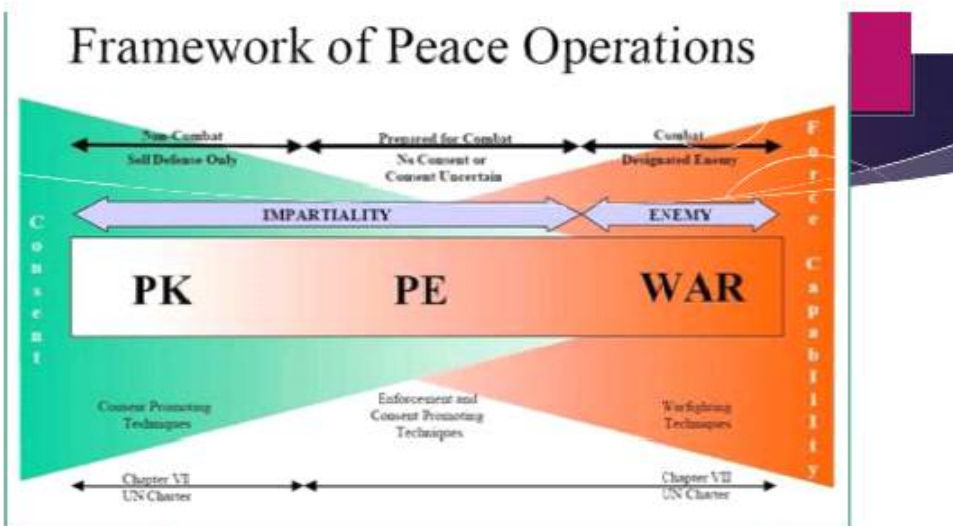 Framework of Peace Operations
Non-Combat
Self Defense Only
Prepared for Combat
No Consent or
Consent Uncertain
Combat
Designated Enemy
IMPARTIALITY
ENEMY
Consent
PK
PE
WAR
Force Capability
Consent Promoting
Techniques
Enforcement and
Consent Promoting
Techniques
Warfighting
Techniques
Chapter VII
UN Charter
Chapter VII
UN Charter